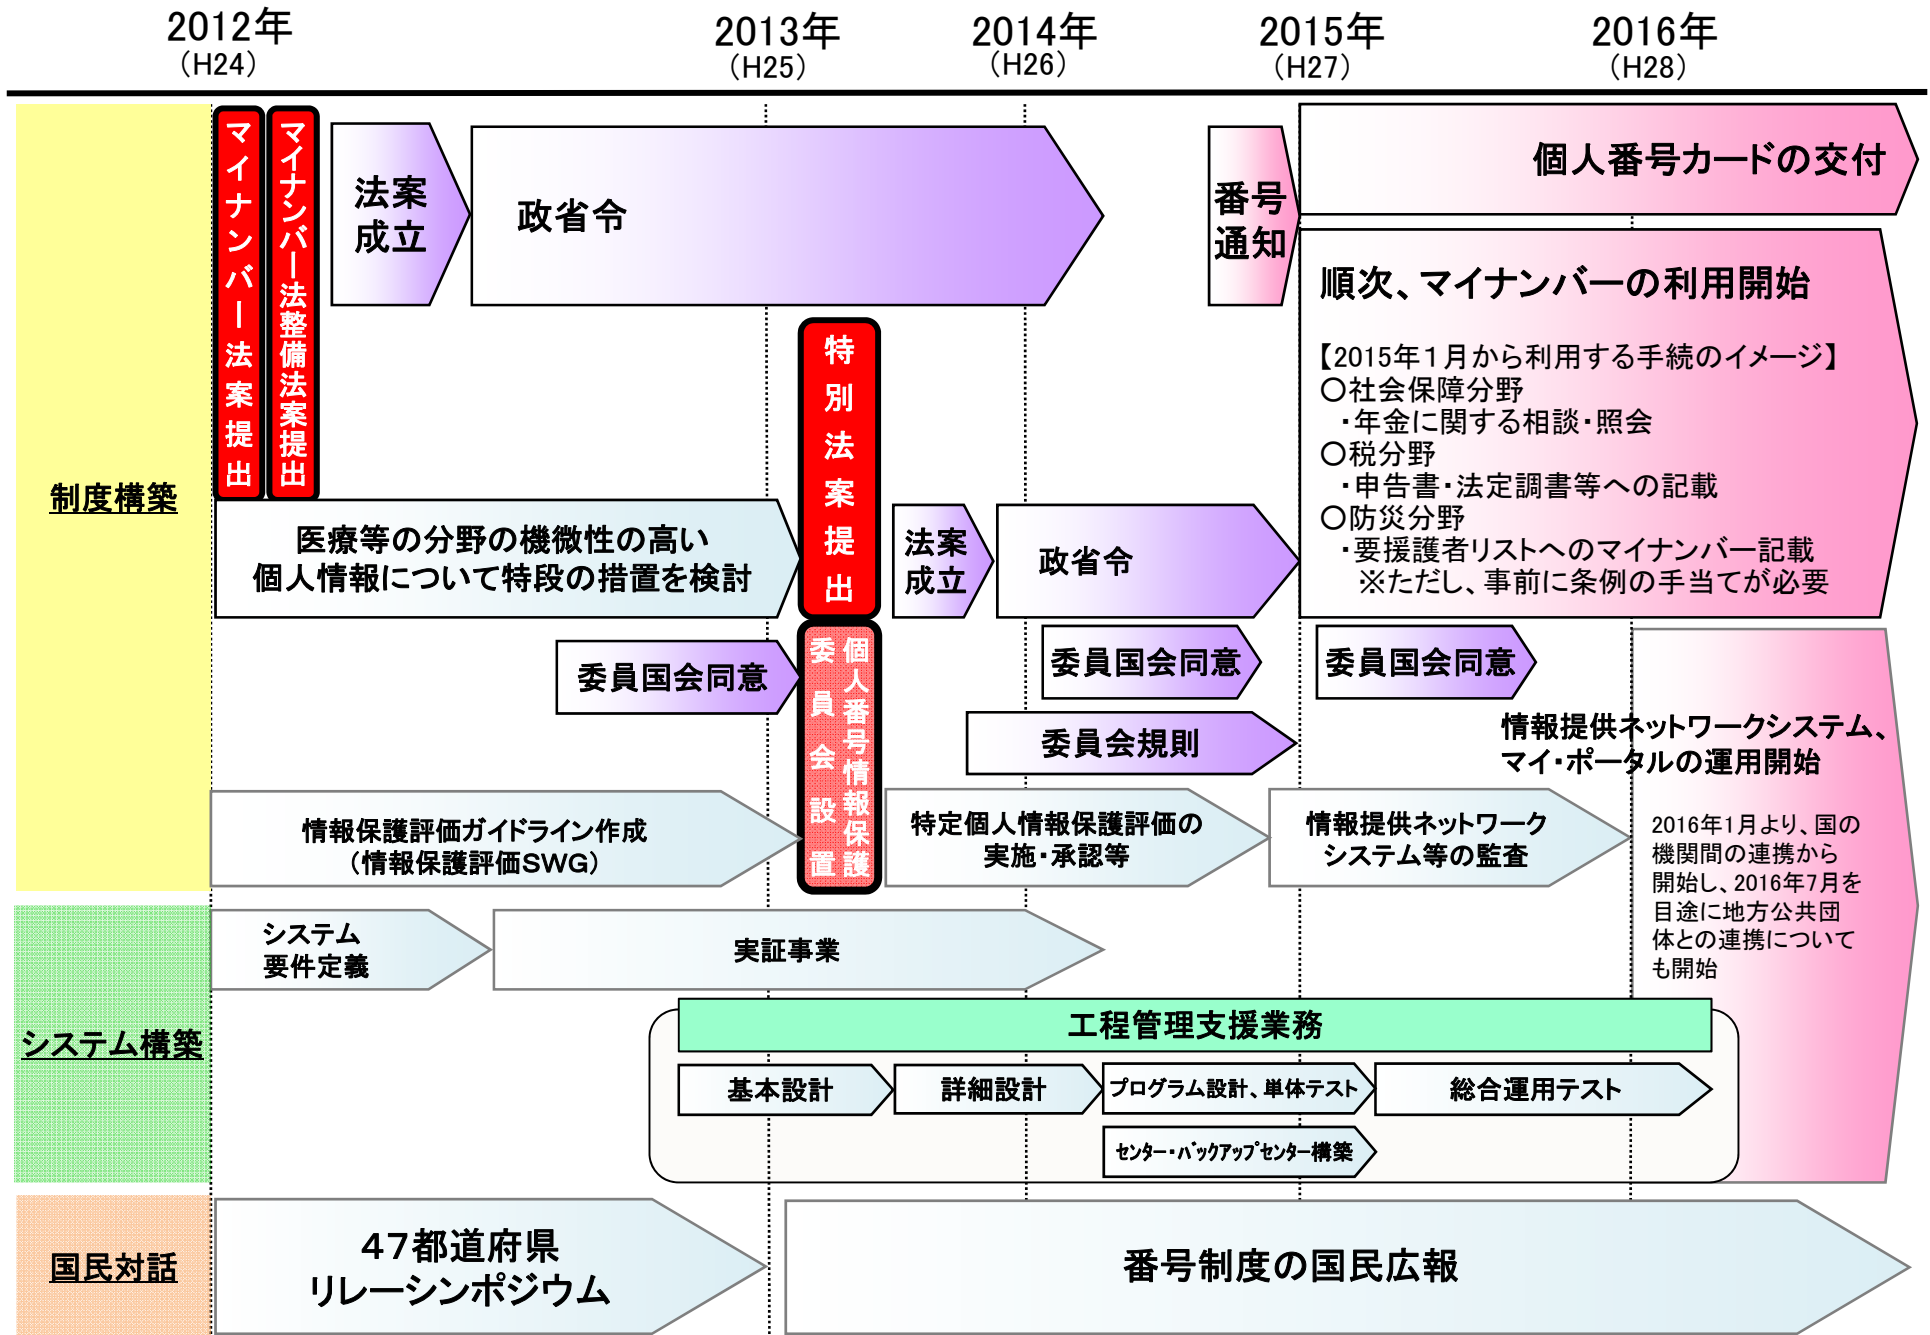 2012年
（H24）
2013年
（H25）
2014年
（H26）
2015年
（H27）
2016年
（H28）
制度構築
マイナンバー法案提出
マイナンバー法整備法案提出
法案
成立
政省令
番号
通知
個人番号カードの交付
順次、マイナンバーの利用開始
【2015年１月から利用する手続のイメージ】
○社会保障分野
・年金に関する相談・照会
○税分野
・申告書・法定調書等への記載
○防災分野
・要援護者リストへのマイナンバー記載
※ただし、事前に条例の手当てが必要
特別法案提出
医療等の分野の機微性の高い
個人情報について特段の措置を検討
法案
成立
政省令
委員国会同意
個人番号情報保護
委員会設置
委員国会同意
委員国会同意
委員会規則
情報提供ネットワークシステム、
マイ・ポータルの運用開始
2016年1月より、国の
機関間の連携から
開始し、2016年7月を
目途に地方公共団
体との連携について
も開始
情報保護評価ガイドライン作成
（情報保護評価SWG）
特定個人情報保護評価の
実施・承認等
情報提供ネットワーク
システム等の監査
システム構築
システム
要件定義
実証事業
工程管理支援業務
基本設計
詳細設計
プログラム設計、単体テスト
総合運用テスト
センター・バックアップセンター構築
国民対話
４７都道府県
リレーシンポジウム
番号制度の国民広報